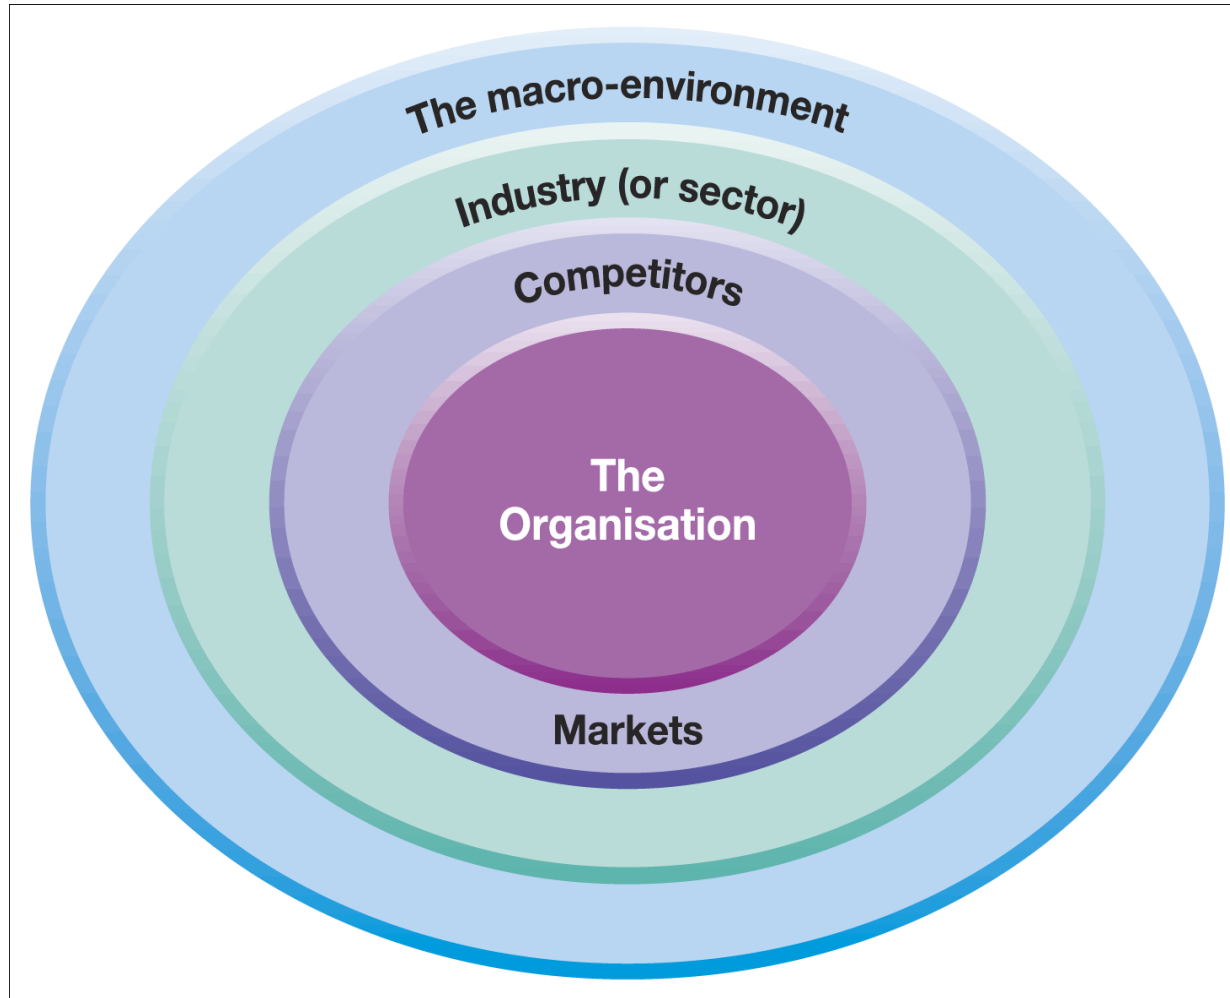 The macro-environment
Industry (or sector)
Competitors
The
Organisation
Markets